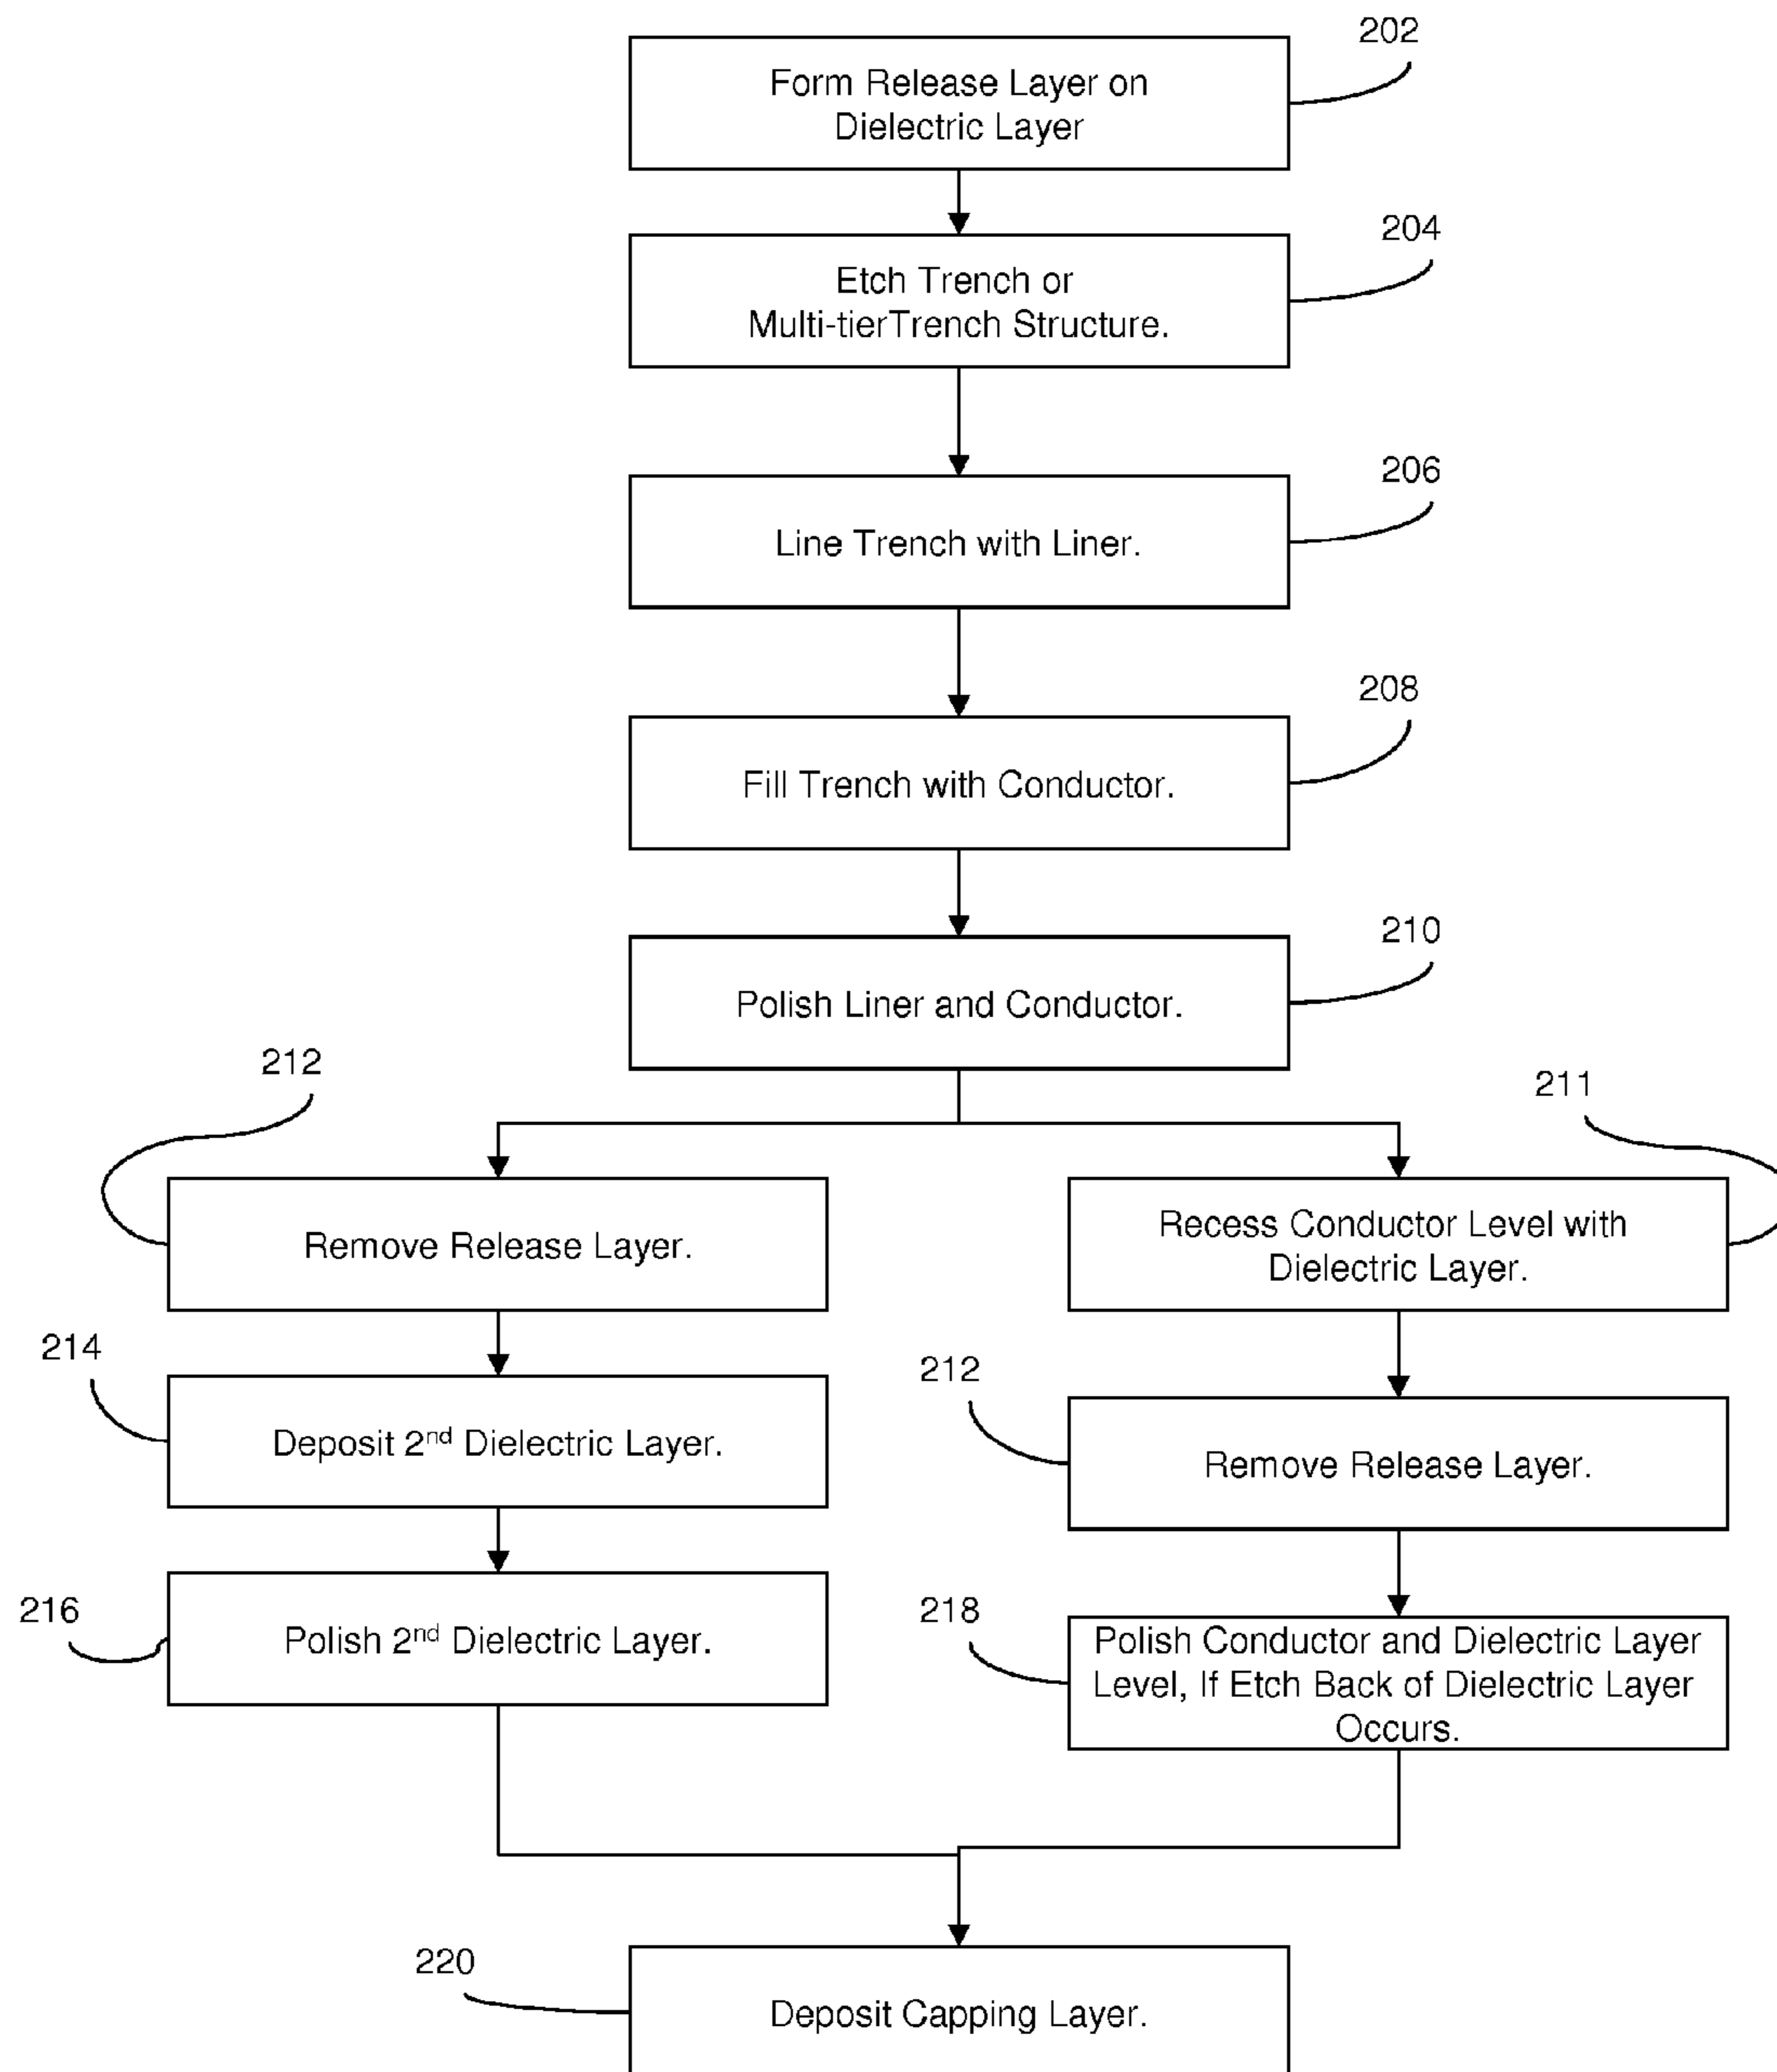 202
Form Release Layer on
Dielectric Layer
204
Etch Trench or
Multi-tierTrench Structure.
206
Line Trench with Liner.
208
Fill Trench with Conductor.
210
Polish Liner and Conductor.
212
211
Remove Release Layer.
Recess Conductor Level with
Dielectric Layer.
214
Deposit 2nd Dielectric Layer.
212
Remove Release Layer.
216
Polish 2nd Dielectric Layer.
218
Polish Conductor and Dielectric Layer
Level, If Etch Back of Dielectric Layer
Occurs.
220
Deposit Capping Layer.